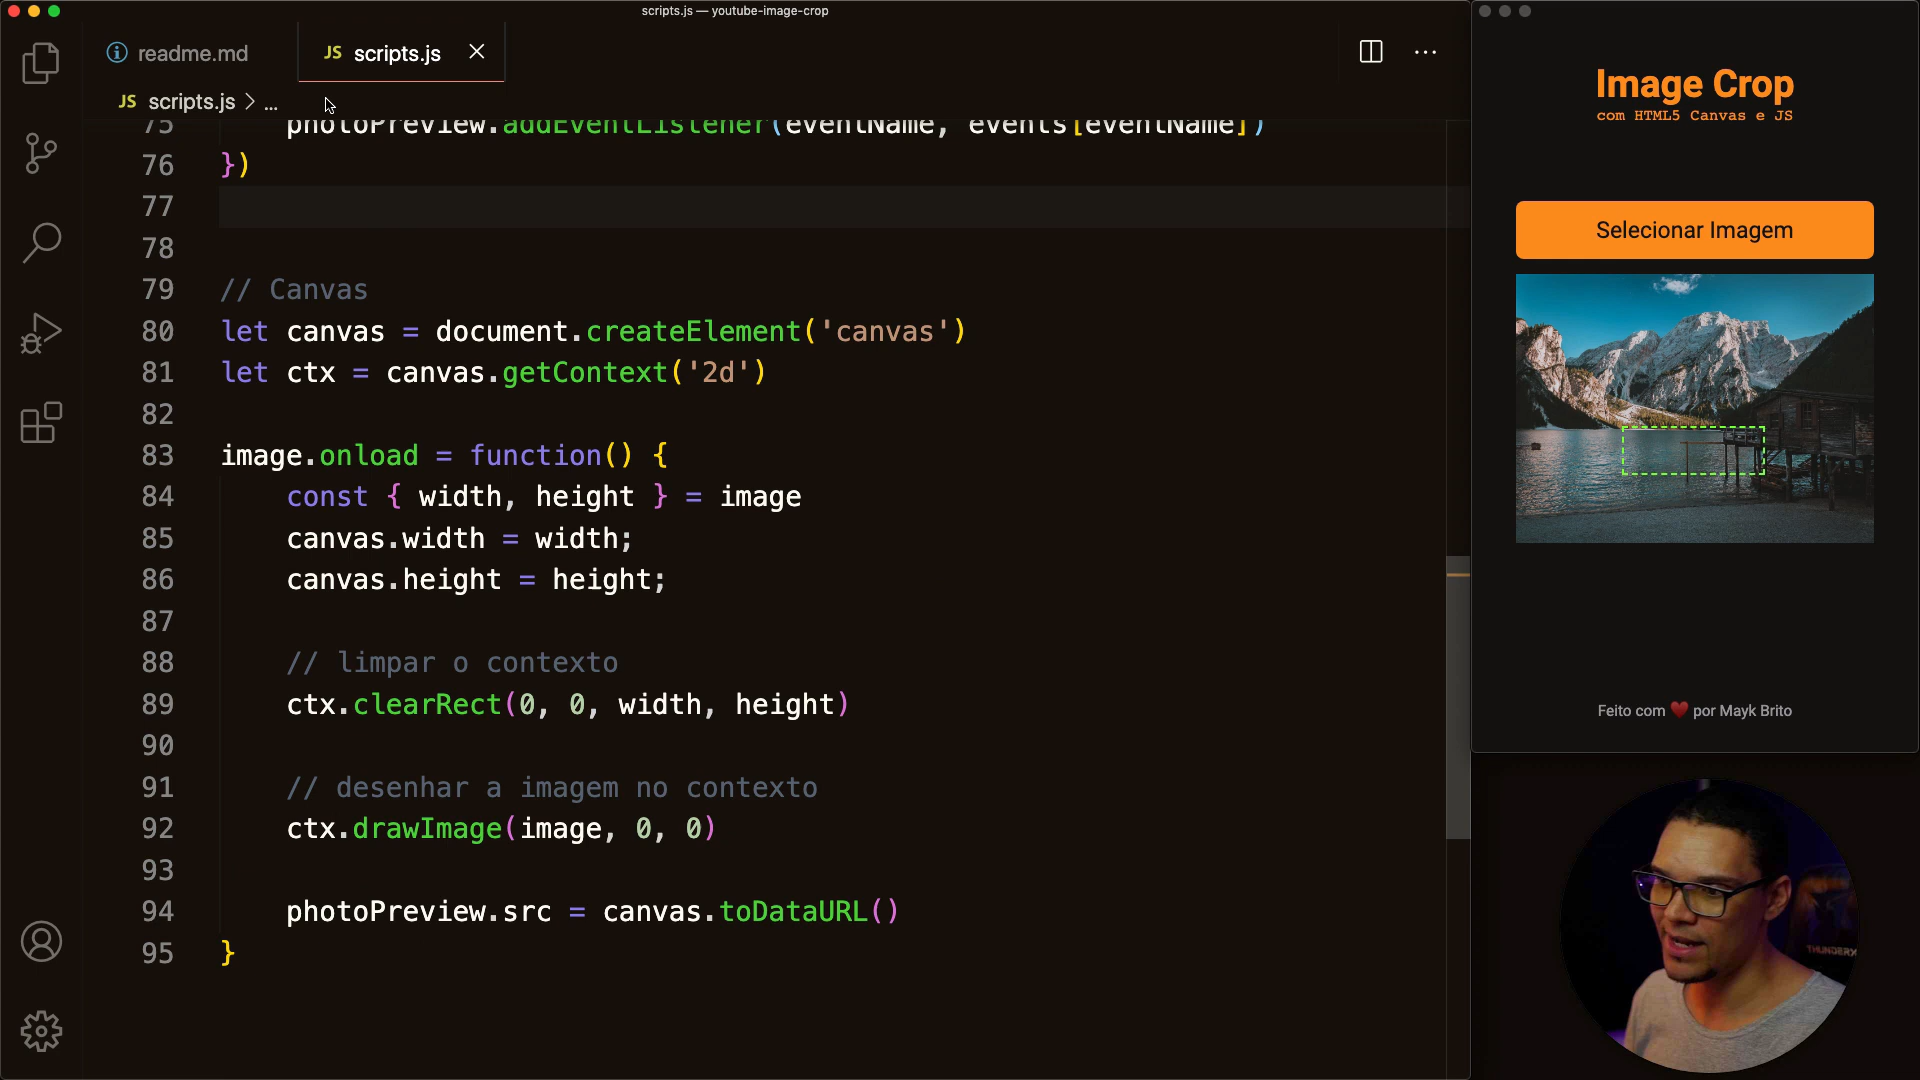 scripts.js — youtube-image-crop
readme.md
JS scripts.js
JS scripts.js > ...
75 photoPreview.addEventListener(eventName, events[eventName])
76 })
77
78
79 // Canvas
80 let canvas = document.createElement('canvas')
81 let ctx = canvas.getContext('2d')
82
83 image.onload = function() {
84 const { width, height } = image
85 canvas.width = width;
86 canvas.height = height;
87
88 // limpar o contexto
89 ctx.clearRect(0, 0, width, height)
90
91 // desenhar a imagem no contexto
92 ctx.drawImage(image, 0, 0)
93
94 photoPreview.src = canvas.toDataURL()
95 }
Image Crop
com HTML5 Canvas e JS
Selecionar Imagem
Feito com ❤️ por Mayk Brito